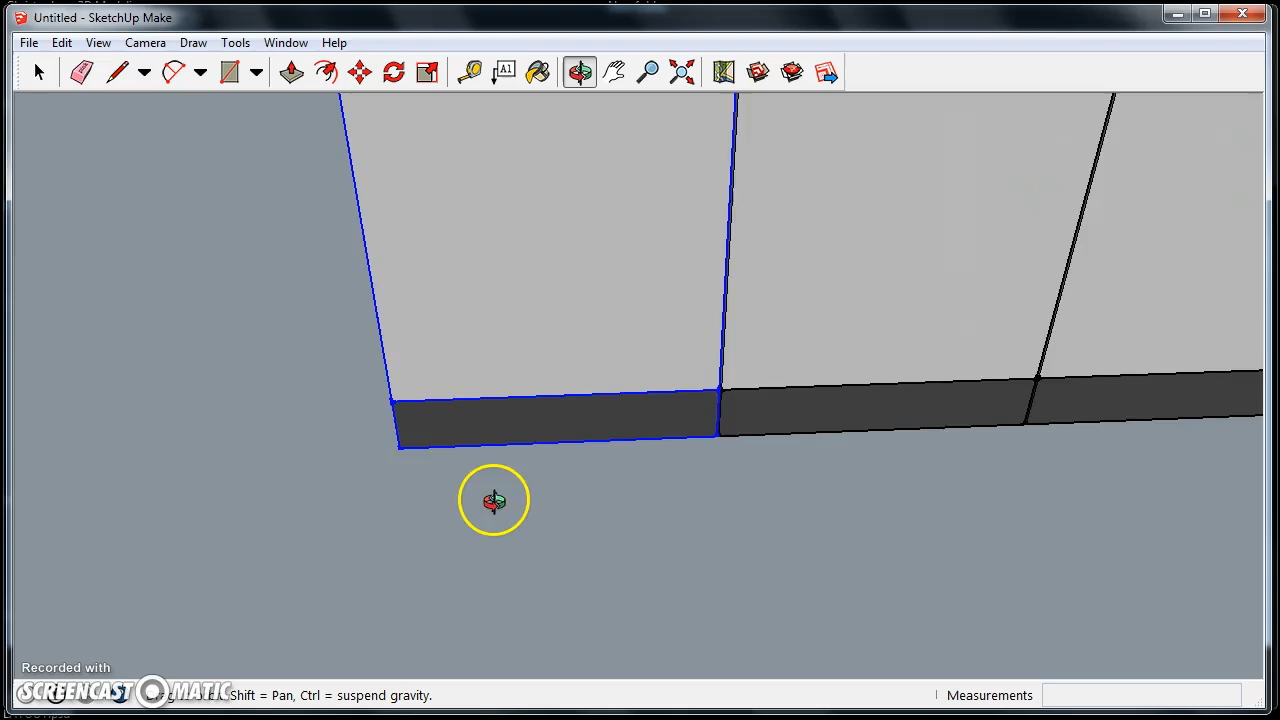 Untitled - SketchUp Make
File Edit View Camera Draw Tools Window Help
A1
Recorded with
SCREENCAST MATIC
Shift = Pan, Ctrl = suspend gravity.
Measurements